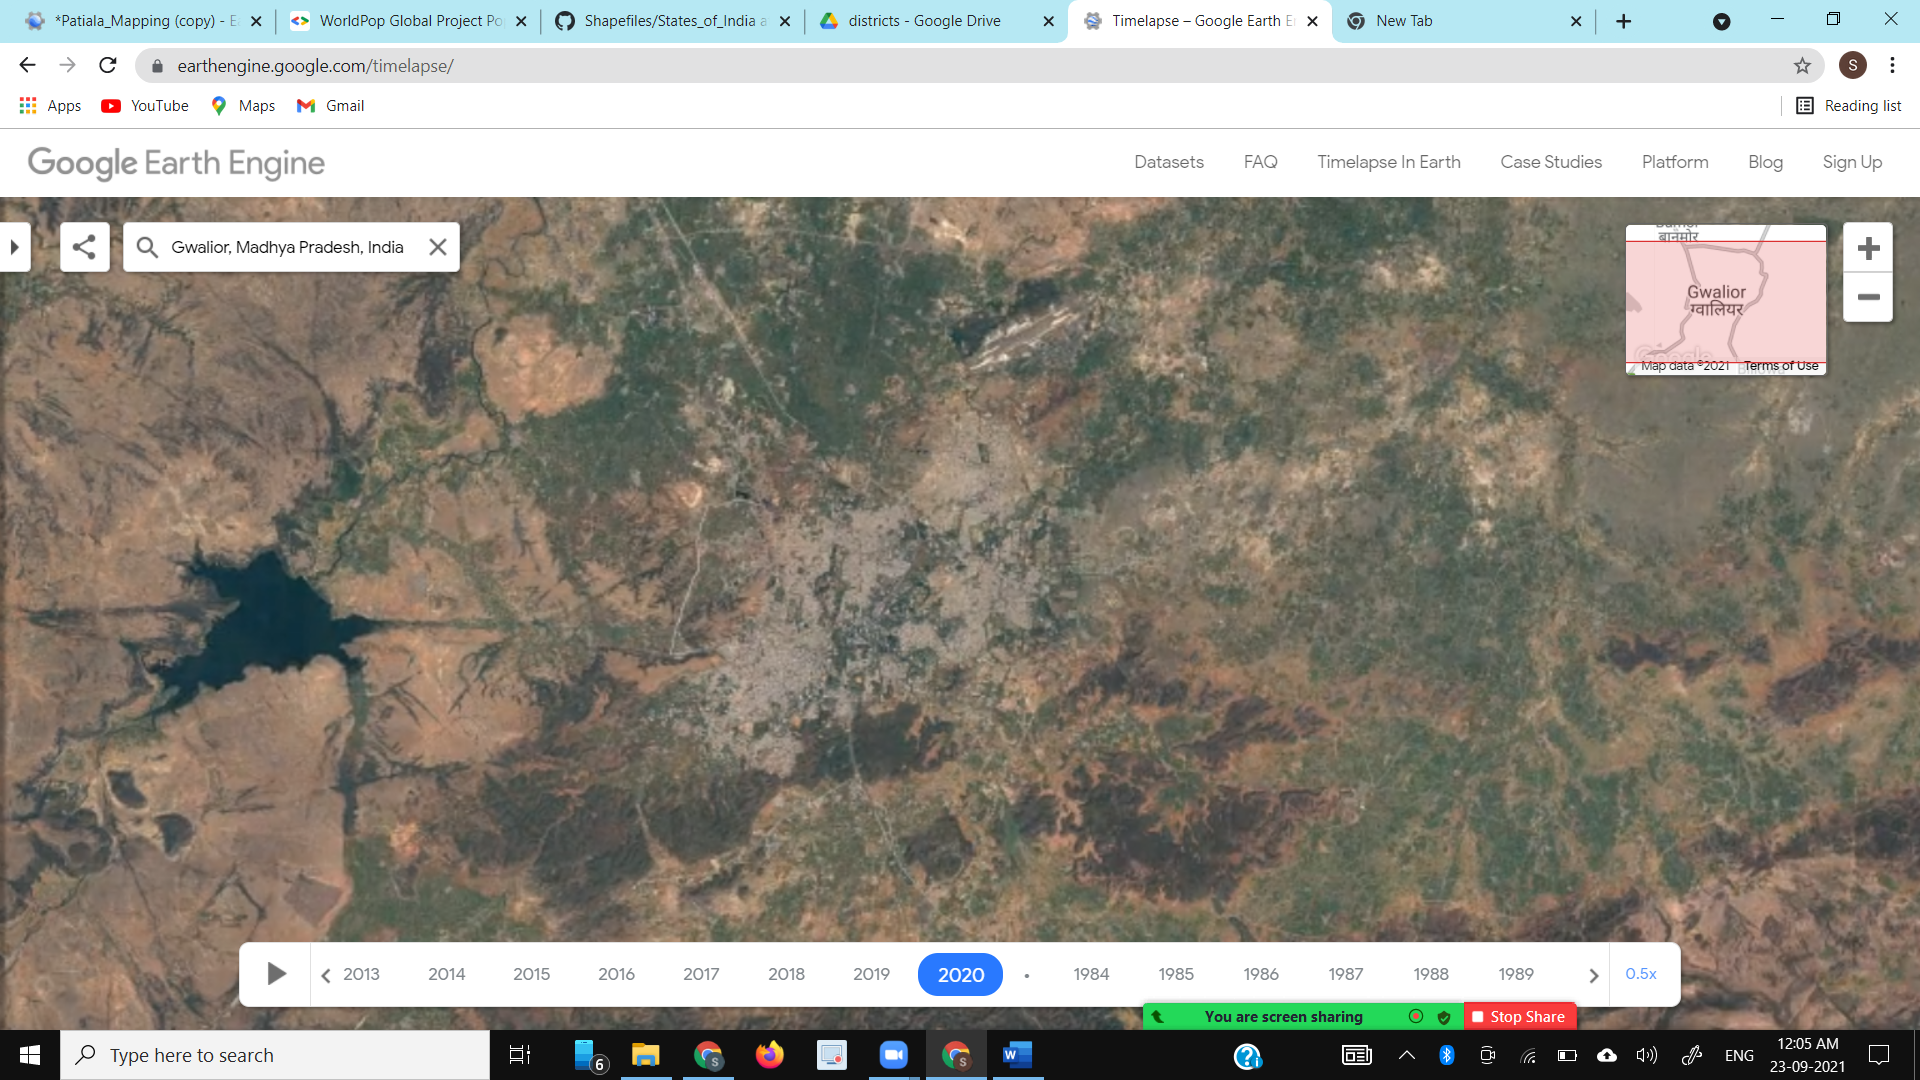 *Patiala_Mapping (copy) - E
WorldPop Global Project Po
Shapefiles/States_of_India a
districts - Google Drive
Timelapse – Google Earth E
New Tab
earthengine.google.com/timelapse/
S
Apps
YouTube
Maps
Gmail
Reading list
Google Earth Engine
Datasets
FAQ
Timelapse In Earth
Case Studies
Platform
Blog
Sign Up
Gwalior, Madhya Pradesh, India
बानमोर
Gwalior
ग्वालियर
Google
Map data ©2021
Terms of Use
2013
2014
2015
2016
2017
2018
2019
2020
1984
1985
1986
1987
1988
1989
0.5x
You are screen sharing
Stop Share
Type here to search
6
S
S
W
ENG
12:05 AM
23-09-2021